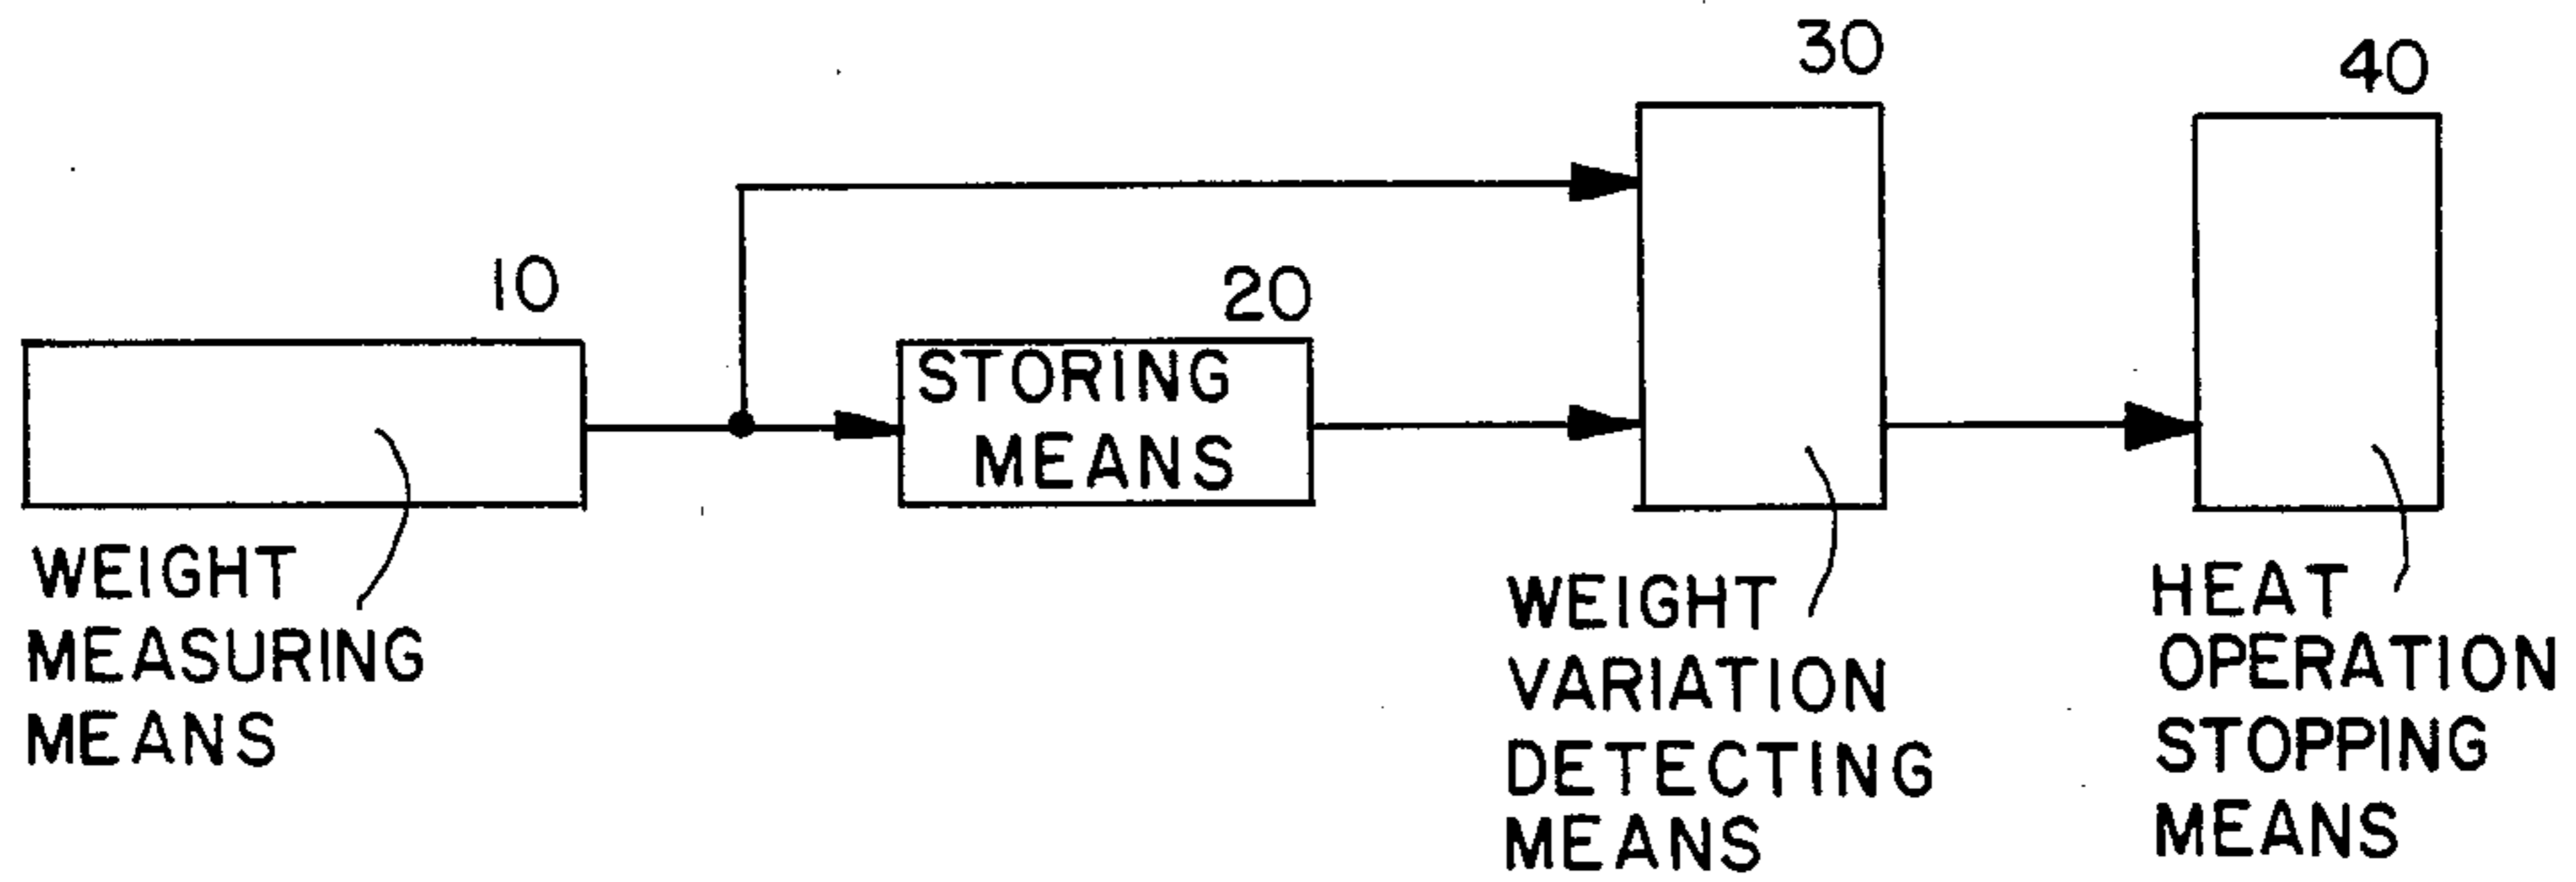 10
WEIGHT
MEASURING
MEANS
20
STORING
MEANS
30
WEIGHT
VARIATION
DETECTING
MEANS
40
HEAT
OPERATION
STOPPING
MEANS